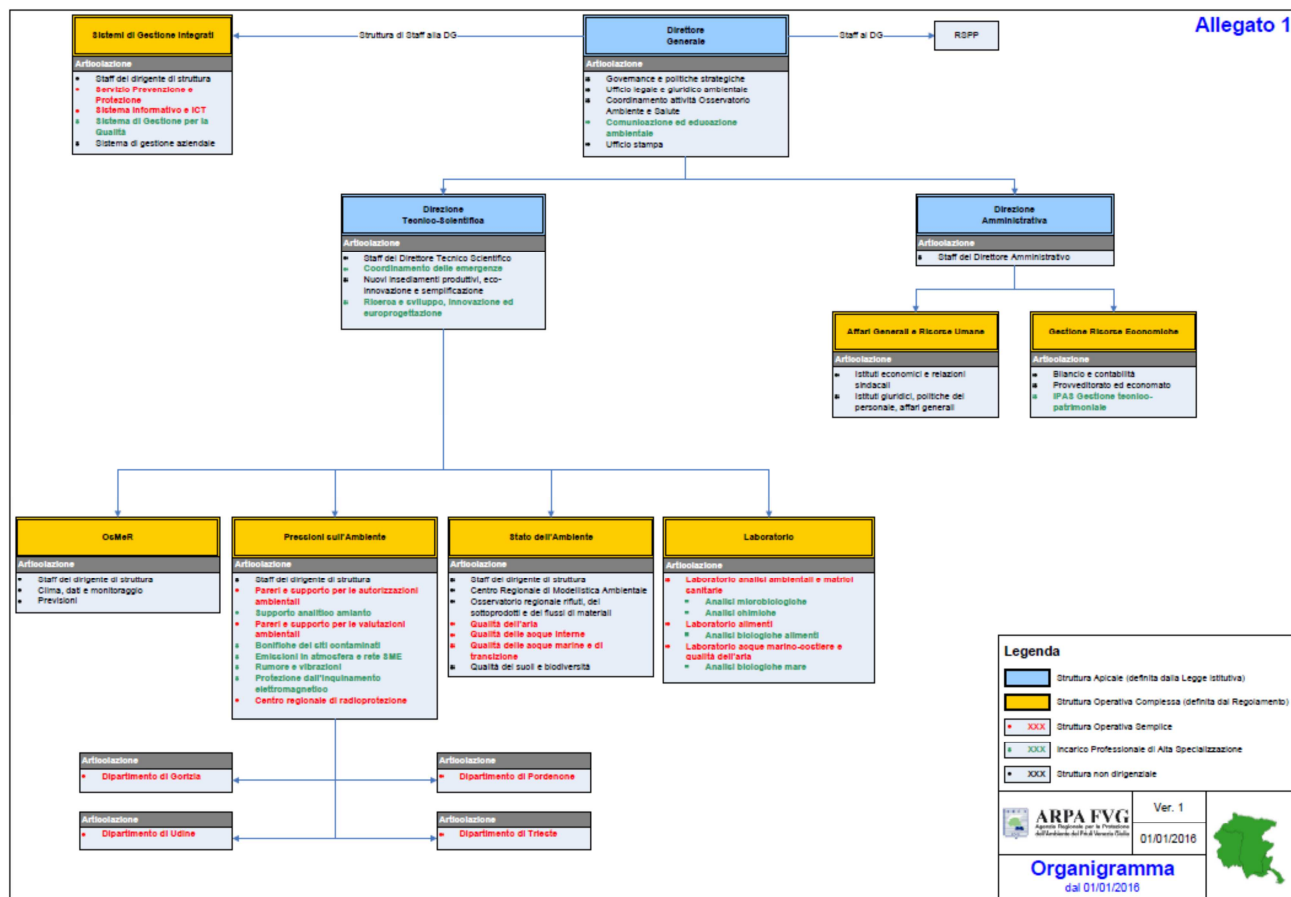 Allegato 1
Sistemi di Gestione Integrati
Struttura di Staff alla DG
Direttore
Generale
Staff al DG
RSPP
Articolazione
Staff del dirigente di struttura
Servizio Prevenzione e
Protezione
Sistema Informativo e ICT
Sistema di Gestione per la
Qualità
Sistema di gestione aziendale
Articolazione
Governance e politiche strategiche
Ufficio legale e giuridico ambientale
Coordinamento attività Osservatorio
Ambiente e Salute
Comunicazione ed educazione
ambientale
Ufficio stampa
Direzione
Tecnico-Scientifica
Articolazione
Staff del Direttore Tecnico Scientifico
Coordinamento delle emergenze
Nuovi insediamenti produttivi, eco-
innovazione e semplificazione
Ricerca e sviluppo, innovazione ed
europrogettazione
Direzione
Amministrativa
Articolazione
Staff del Direttore Amministrativo
Affari Generali e Risorse Umane
Articolazione
Istituti economici e relazioni
sindacali
Istituti giuridici, politiche del
personale, affari generali
Gestione Risorse Economiche
Articolazione
Bilancio e contabilità
Provveditorato ed economato
IPAS Gestione tecnico-
patrimoniale
OsMeR
Articolazione
Staff del dirigente di struttura
Clima, dati e monitoraggio
Previsioni
Pressioni sull'Ambiente
Articolazione
Staff del dirigente di struttura
Pareri e supporto per le autorizzazioni
ambientali
Supporto analitico amianto
Pareri e supporto per le valutazioni
ambientali
Bonifiche dei siti contaminati
Emissioni in atmosfera e rete SME
Rumore e vibrazioni
Protezione dall'inquinamento
elettromagnetico
Centro regionale di radioprotezione
Stato dell'Ambiente
Articolazione
Staff del dirigente di struttura
Centro Regionale di Modellistica Ambientale
Osservatorio regionale rifiuti, dei
sottoprodotti e dei flussi di materiali
Qualità dell'aria
Qualità delle acque interne
Qualità delle acque marine e di
transizione
Qualità dei suoli e biodiversità
Laboratorio
Articolazione
Laboratorio analisi ambientali e matrici
sanitarie
Analisi microbiologiche
Analisi chimiche
Laboratorio alimenti
Analisi biologiche alimenti
Laboratorio acque marino-costiere e
qualità dell'aria
Analisi biologiche mare
Articolazione
Dipartimento di Gorizia
Articolazione
Dipartimento di Pordenone
Articolazione
Dipartimento di Udine
Articolazione
Dipartimento di Trieste
Legenda
Struttura Apicale (definita dalla Legge Istitutiva)
Struttura Operativa Complessa (definita dal Regolamento)
XXX Struttura Operativa Semplice
XXX Incarico Professionale di Alta Specializzazione
XXX Struttura non dirigenziale
ARPA FVG
Agenzia Regionale per la Protezione
dell'Ambiente del Friuli Venezia Giulia
Ver. 1
01/01/2016
Organigramma
dal 01/01/2016